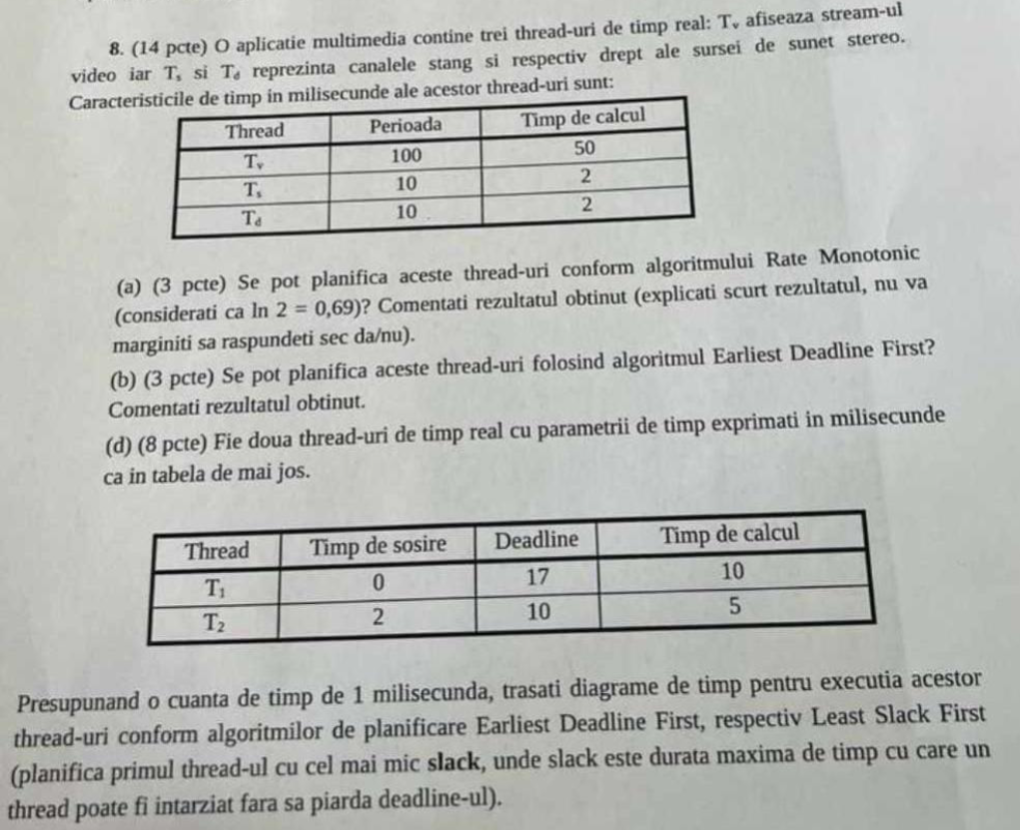 8. (14 pcte) O aplicatie multimedia contine trei thread-uri de timp real: Tv afiseaza stream-ul
video iar Ts si Td reprezinta canalele stang si respectiv drept ale sursei de sunet stereo.
Caracteristicile de timp in milisecunde ale acestor thread-uri sunt:
Thread Perioada Timp de calcul
Tv 100 50
Ts 10 2
Td 10 2
(a) (3 pcte) Se pot planifica aceste thread-uri conform algoritmului Rate Monotonic
(considerati ca ln 2 = 0,69)? Comentati rezultatul obtinut (explicati scurt rezultatul, nu va
marginiti sa raspundeti sec da/nu).
(b) (3 pcte) Se pot planifica aceste thread-uri folosind algoritmul Earliest Deadline First?
Comentati rezultatul obtinut.
(d) (8 pcte) Fie doua thread-uri de timp real cu parametrii de timp exprimati in milisecunde
ca in tabela de mai jos.
Thread Timp de sosire Deadline Timp de calcul
T1 0 17 10
T2 2 10 5
Presupunand o cuanta de timp de 1 milisecunda, trasati diagrame de timp pentru executia acestor
thread-uri conform algoritmilor de planificare Earliest Deadline First, respectiv Least Slack First
(planifica primul thread-ul cu cel mai mic slack, unde slack este durata maxima de timp cu care un
thread poate fi intarziat fara sa piarda deadline-ul).